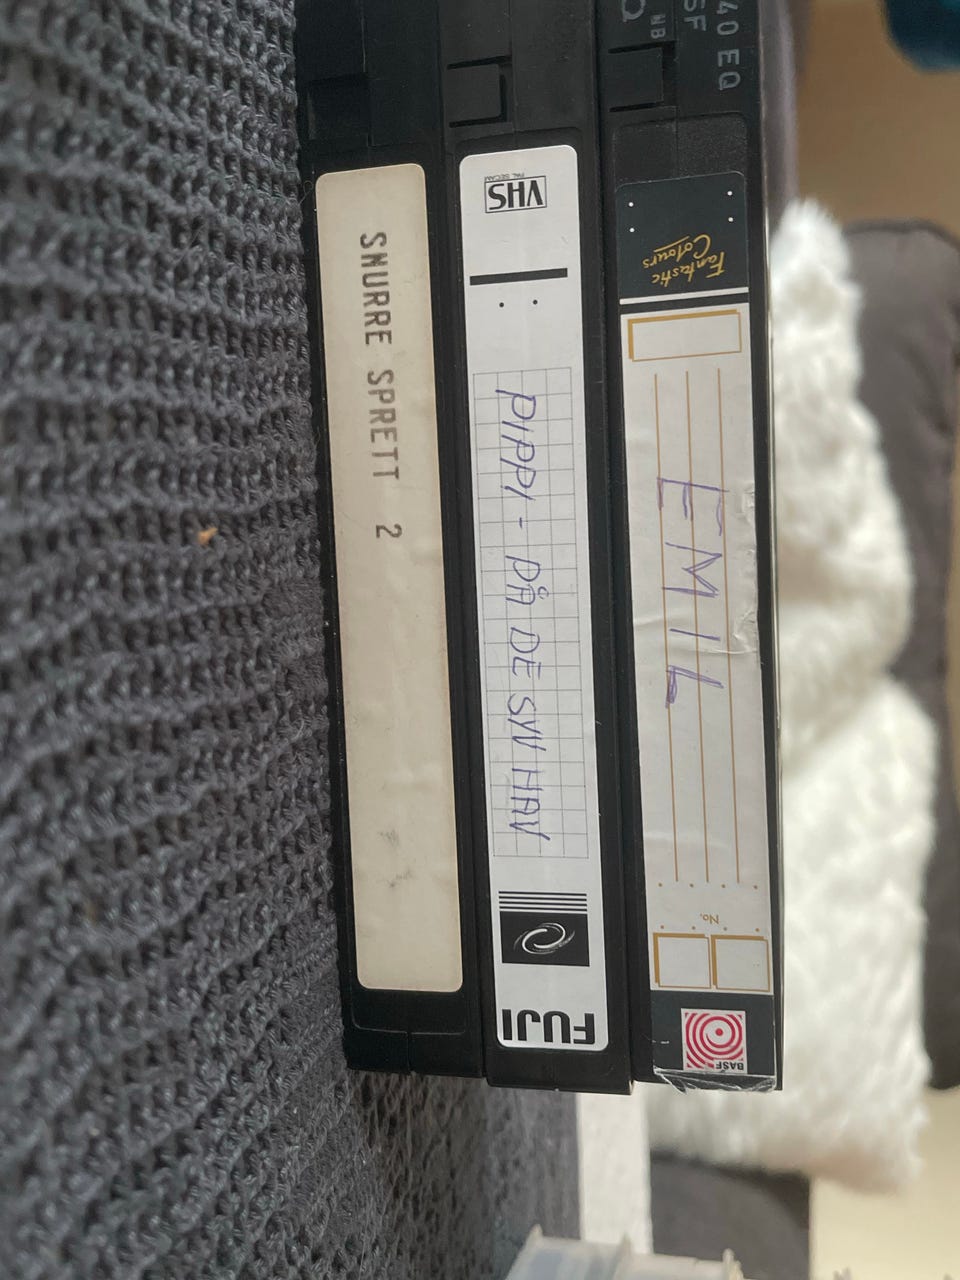 SNURRE SPRETT 2
VHS
PAL SECAM
PIPPI - PÅ DE SYV HAV
FUJI
40 EQ
SF
NB
Fantastic
Colours
EMIL
No.
BASF